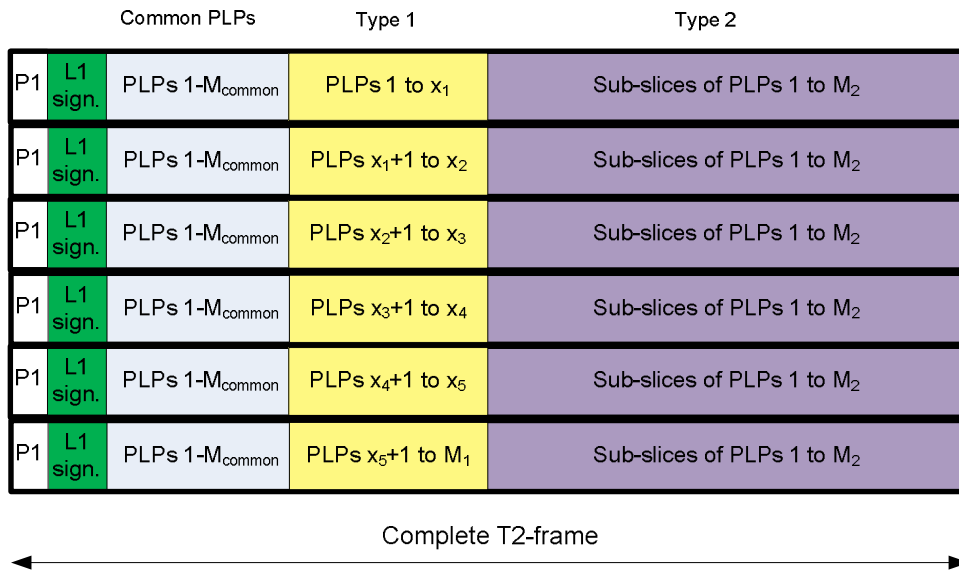 Common PLPs Type 1 Type 2
P1 L1 sign. PLPs 1-Mcommon PLPs 1 to x1 Sub-slices of PLPs 1 to M2
P1 L1 sign. PLPs 1-Mcommon PLPs x1+1 to x2 Sub-slices of PLPs 1 to M2
P1 L1 sign. PLPs 1-Mcommon PLPs x2+1 to x3 Sub-slices of PLPs 1 to M2
P1 L1 sign. PLPs 1-Mcommon PLPs x3+1 to x4 Sub-slices of PLPs 1 to M2
P1 L1 sign. PLPs 1-Mcommon PLPs x4+1 to x5 Sub-slices of PLPs 1 to M2
P1 L1 sign. PLPs 1-Mcommon PLPs x5+1 to M1 Sub-slices of PLPs 1 to M2
Complete T2-frame